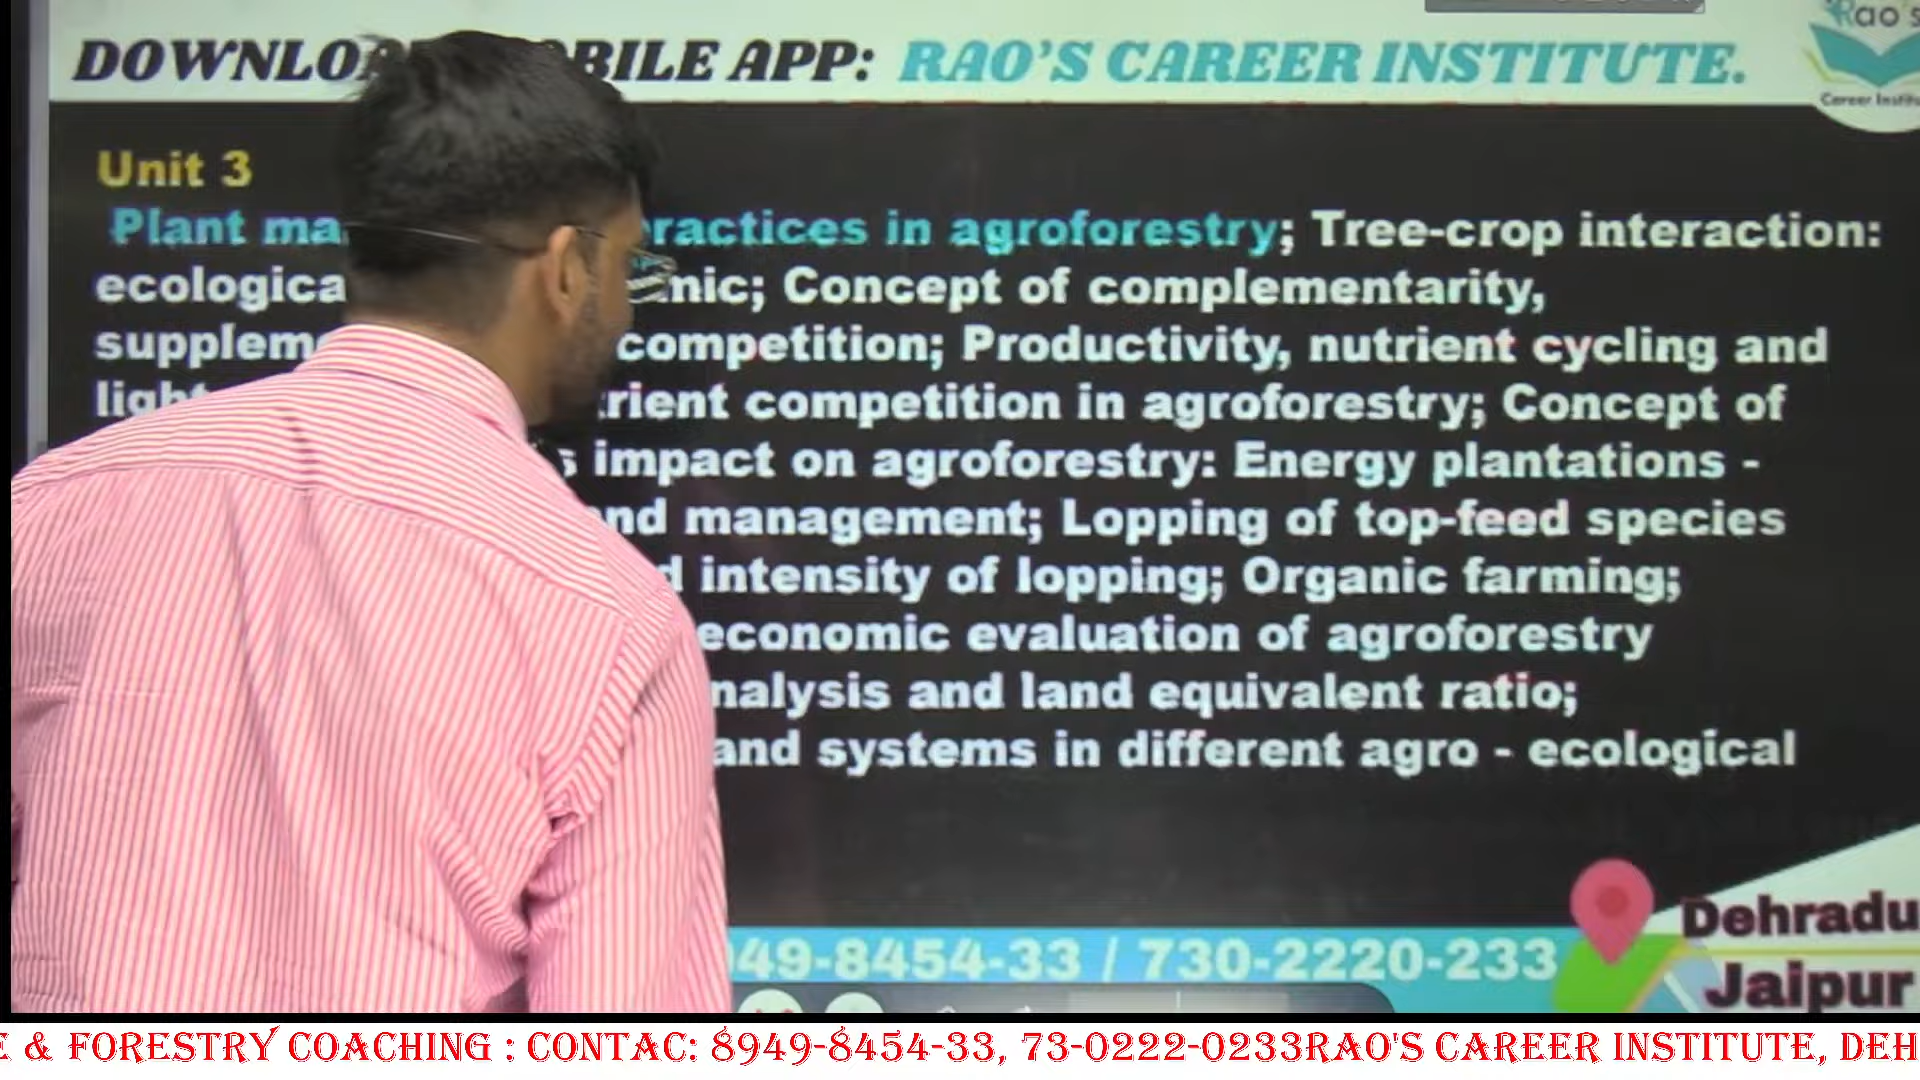 DOWNLOA BILE APP: RAO'S CAREER INSTITUTE.
Rao's
Career Institu
Unit 3
Plant ma ractices in agroforestry; Tree-crop interaction:
ecologica mic; Concept of complementarity,
supplem competition; Productivity, nutrient cycling and
light rient competition in agroforestry; Concept of
s impact on agroforestry: Energy plantations -
nd management; Lopping of top-feed species
d intensity of lopping; Organic farming;
economic evaluation of agroforestry
nalysis and land equivalent ratio;
and systems in different agro - ecological
949-8454-33 / 730-2220-233
Dehradu
Jaipur
E & FORESTRY COACHING : CONTAC: 8949-8454-33, 73-0222-0233RAO'S CAREER INSTITUTE, DEH